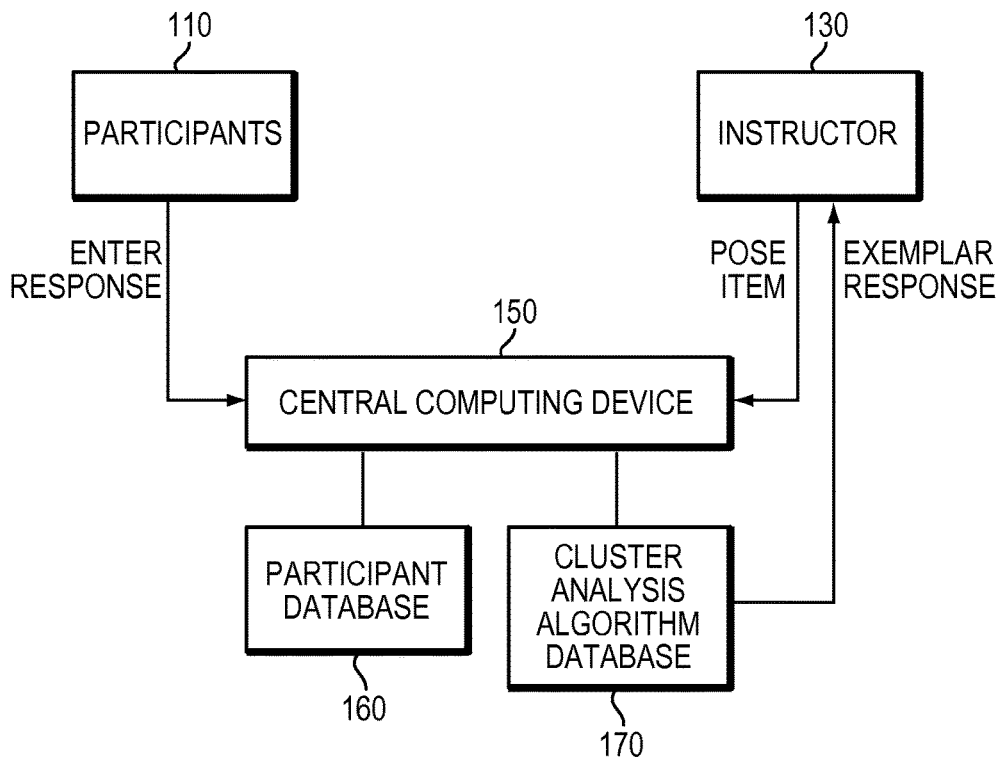 110
130
PARTICIPANTS
INSTRUCTOR
ENTER
RESPONSE
POSE
ITEM
EXEMPLAR
RESPONSE
150
CENTRAL COMPUTING DEVICE
PARTICIPANT
DATABASE
CLUSTER
ANALYSIS
ALGORITHM
DATABASE
160
170